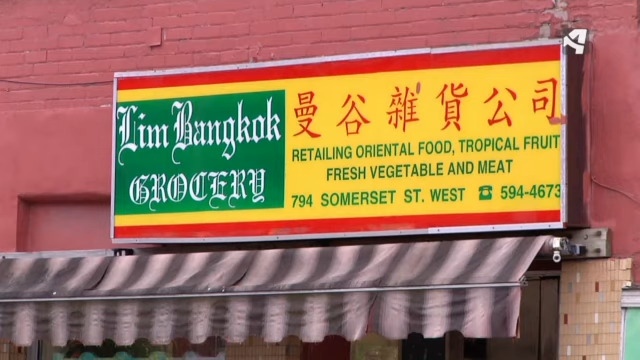 Lim Bangkok
GROCERY
曼谷雜貨公司
RETAILING ORIENTAL FOOD, TROPICAL FRUIT
FRESH VEGETABLE AND MEAT
794 SOMERSET ST. WEST ☎ 594-4673